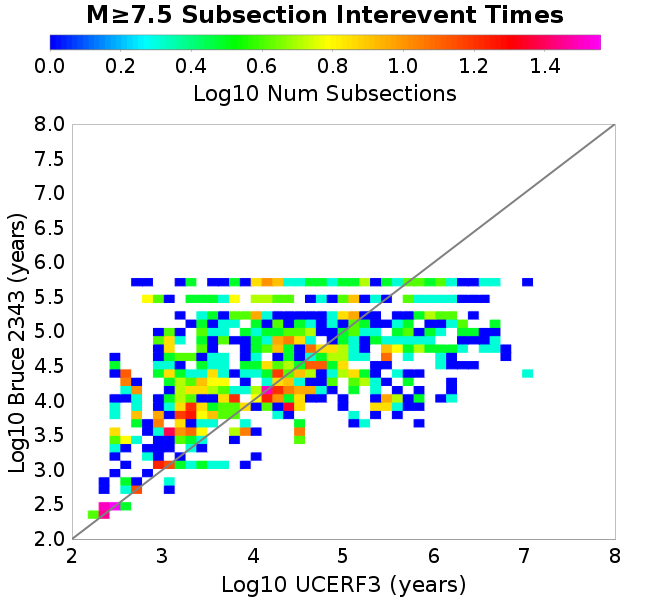 M≥7.5 Subsection Interevent Times
0.0 0.2 0.4 0.6 0.8 1.0 1.2 1.4
Log10 Num Subsections
8.0
7.5
7.0
6.5
6.0
5.5
5.0
4.5
4.0
3.5
3.0
2.5
2.0
Log10 Bruce 2343 (years)
2 3 4 5 6 7 8
Log10 UCERF3 (years)